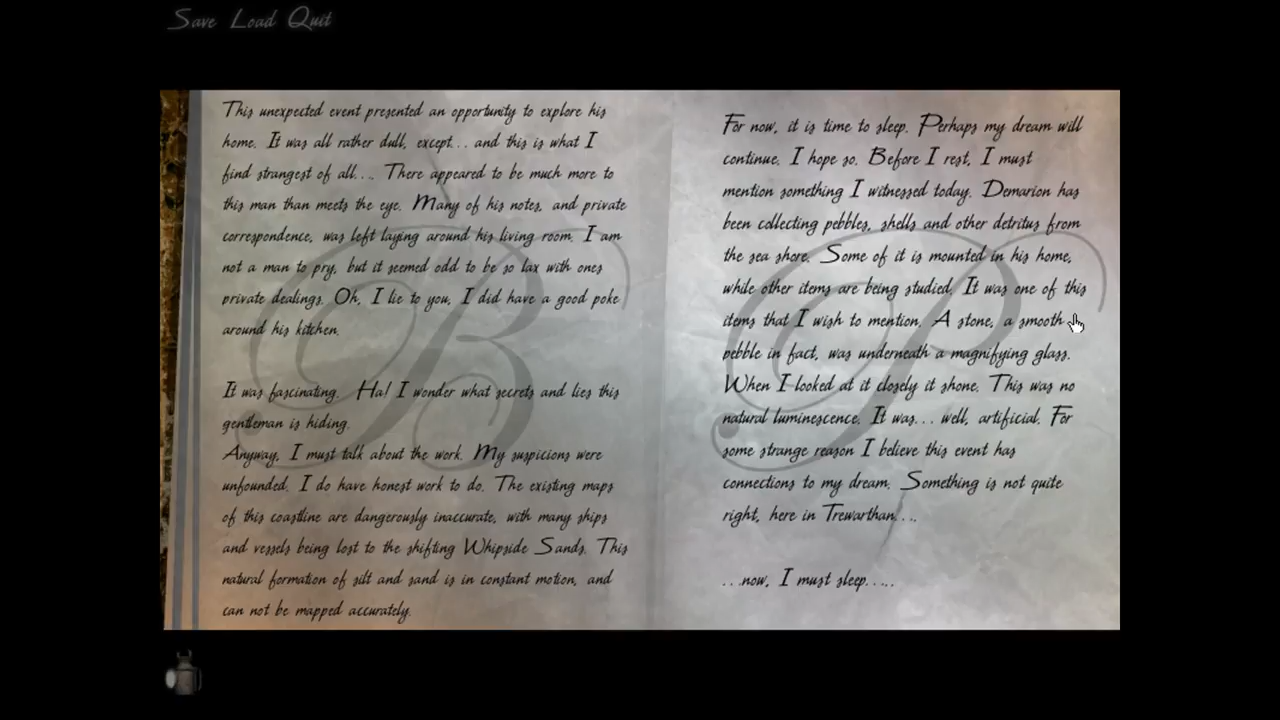 Save Load Quit
This unexpected event presented an opportunity to explore his
home. It was all rather dull, except... and this is what I
find strangest of all.... There appeared to be much more to
this man than meets the eye. Many of his notes, and private
correspondence, was left laying around his living room. I am
not a man to pry, but it seemed odd to be so lax with ones
private dealings. Oh, I lie to you, I did have a good poke
around his kitchen.
It was fascinating. Ha! I wonder what secrets and lies this
gentleman is hiding.
Anyway, I must talk about the work. My suspicions were
unfounded. I do have honest work to do. The existing maps
of this coastline are dangerously inaccurate, with many ships
and vessels being lost to the shifting Whipside Sands. This
natural formation of silt and sand is in constant motion, and
can not be mapped accurately.
For now, it is time to sleep. Perhaps my dream will
continue. I hope so. Before I rest, I must
mention something I witnessed today. Demarion has
been collecting pebbles, shells and other detritus from
the sea shore. Some of it is mounted in his home,
while other items are being studied. It was one of this
items that I wish to mention. A stone, a smooth
pebble in fact, was underneath a magnifying glass.
When I looked at it closely it shone. This was no
natural luminescence. It was... well, artificial. For
some strange reason I believe this event has
connections to my dream. Something is not quite
right, here in Trewarthan....
...now, I must sleep.....
B
P